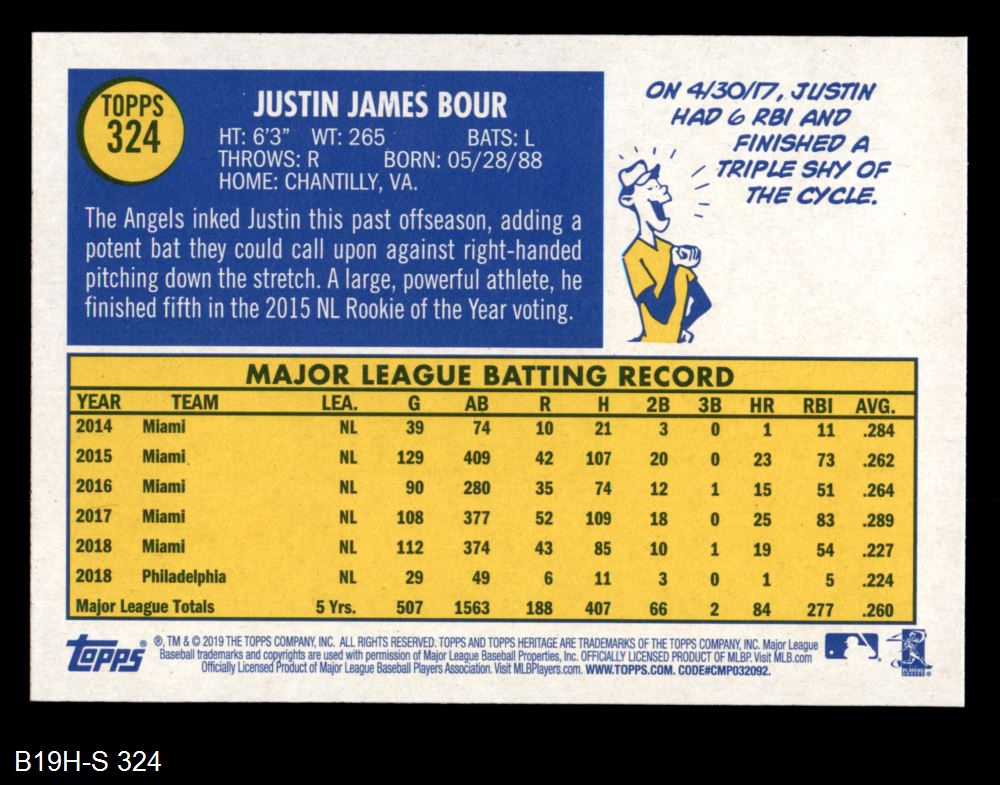 TOPPS
324
JUSTIN JAMES BOUR
HT: 6'3" WT: 265 BATS: L
THROWS: R BORN: 05/28/88
HOME: CHANTILLY, VA.
The Angels inked Justin this past offseason, adding a
potent bat they could call upon against right-handed
pitching down the stretch. A large, powerful athlete, he
finished fifth in the 2015 NL Rookie of the Year voting.
ON 4/30/17, JUSTIN
HAD 6 RBI AND
FINISHED A
TRIPLE SHY OF
THE CYCLE.
MAJOR LEAGUE BATTING RECORD
YEAR TEAM LEA. G AB R H 2B 3B HR RBI AVG.
2014 Miami NL 39 74 10 21 3 0 1 11 .284
2015 Miami NL 129 409 42 107 20 0 23 73 .262
2016 Miami NL 90 280 35 74 12 1 15 51 .264
2017 Miami NL 108 377 52 109 18 0 25 83 .289
2018 Miami NL 112 374 43 85 10 1 19 54 .227
2018 Philadelphia NL 29 49 6 11 3 0 1 5 .224
Major League Totals 5 Yrs. 507 1563 188 407 66 2 84 277 .260
TOPPS ®
®, TM & © 2019 THE TOPPS COMPANY, INC. ALL RIGHTS RESERVED. TOPPS AND TOPPS HERITAGE ARE TRADEMARKS OF THE TOPPS COMPANY, INC. Major League
Baseball trademarks and copyrights are used with permission of Major League Baseball Properties, Inc. OFFICIALLY LICENSED PRODUCT OF MLBP. Visit MLB.com
Officially Licensed Product of Major League Baseball Players Association. Visit MLBPlayers.com. WWW.TOPPS.COM. CODE#CMP032092.
PLAYERS
CHOICE
B19H-S 324